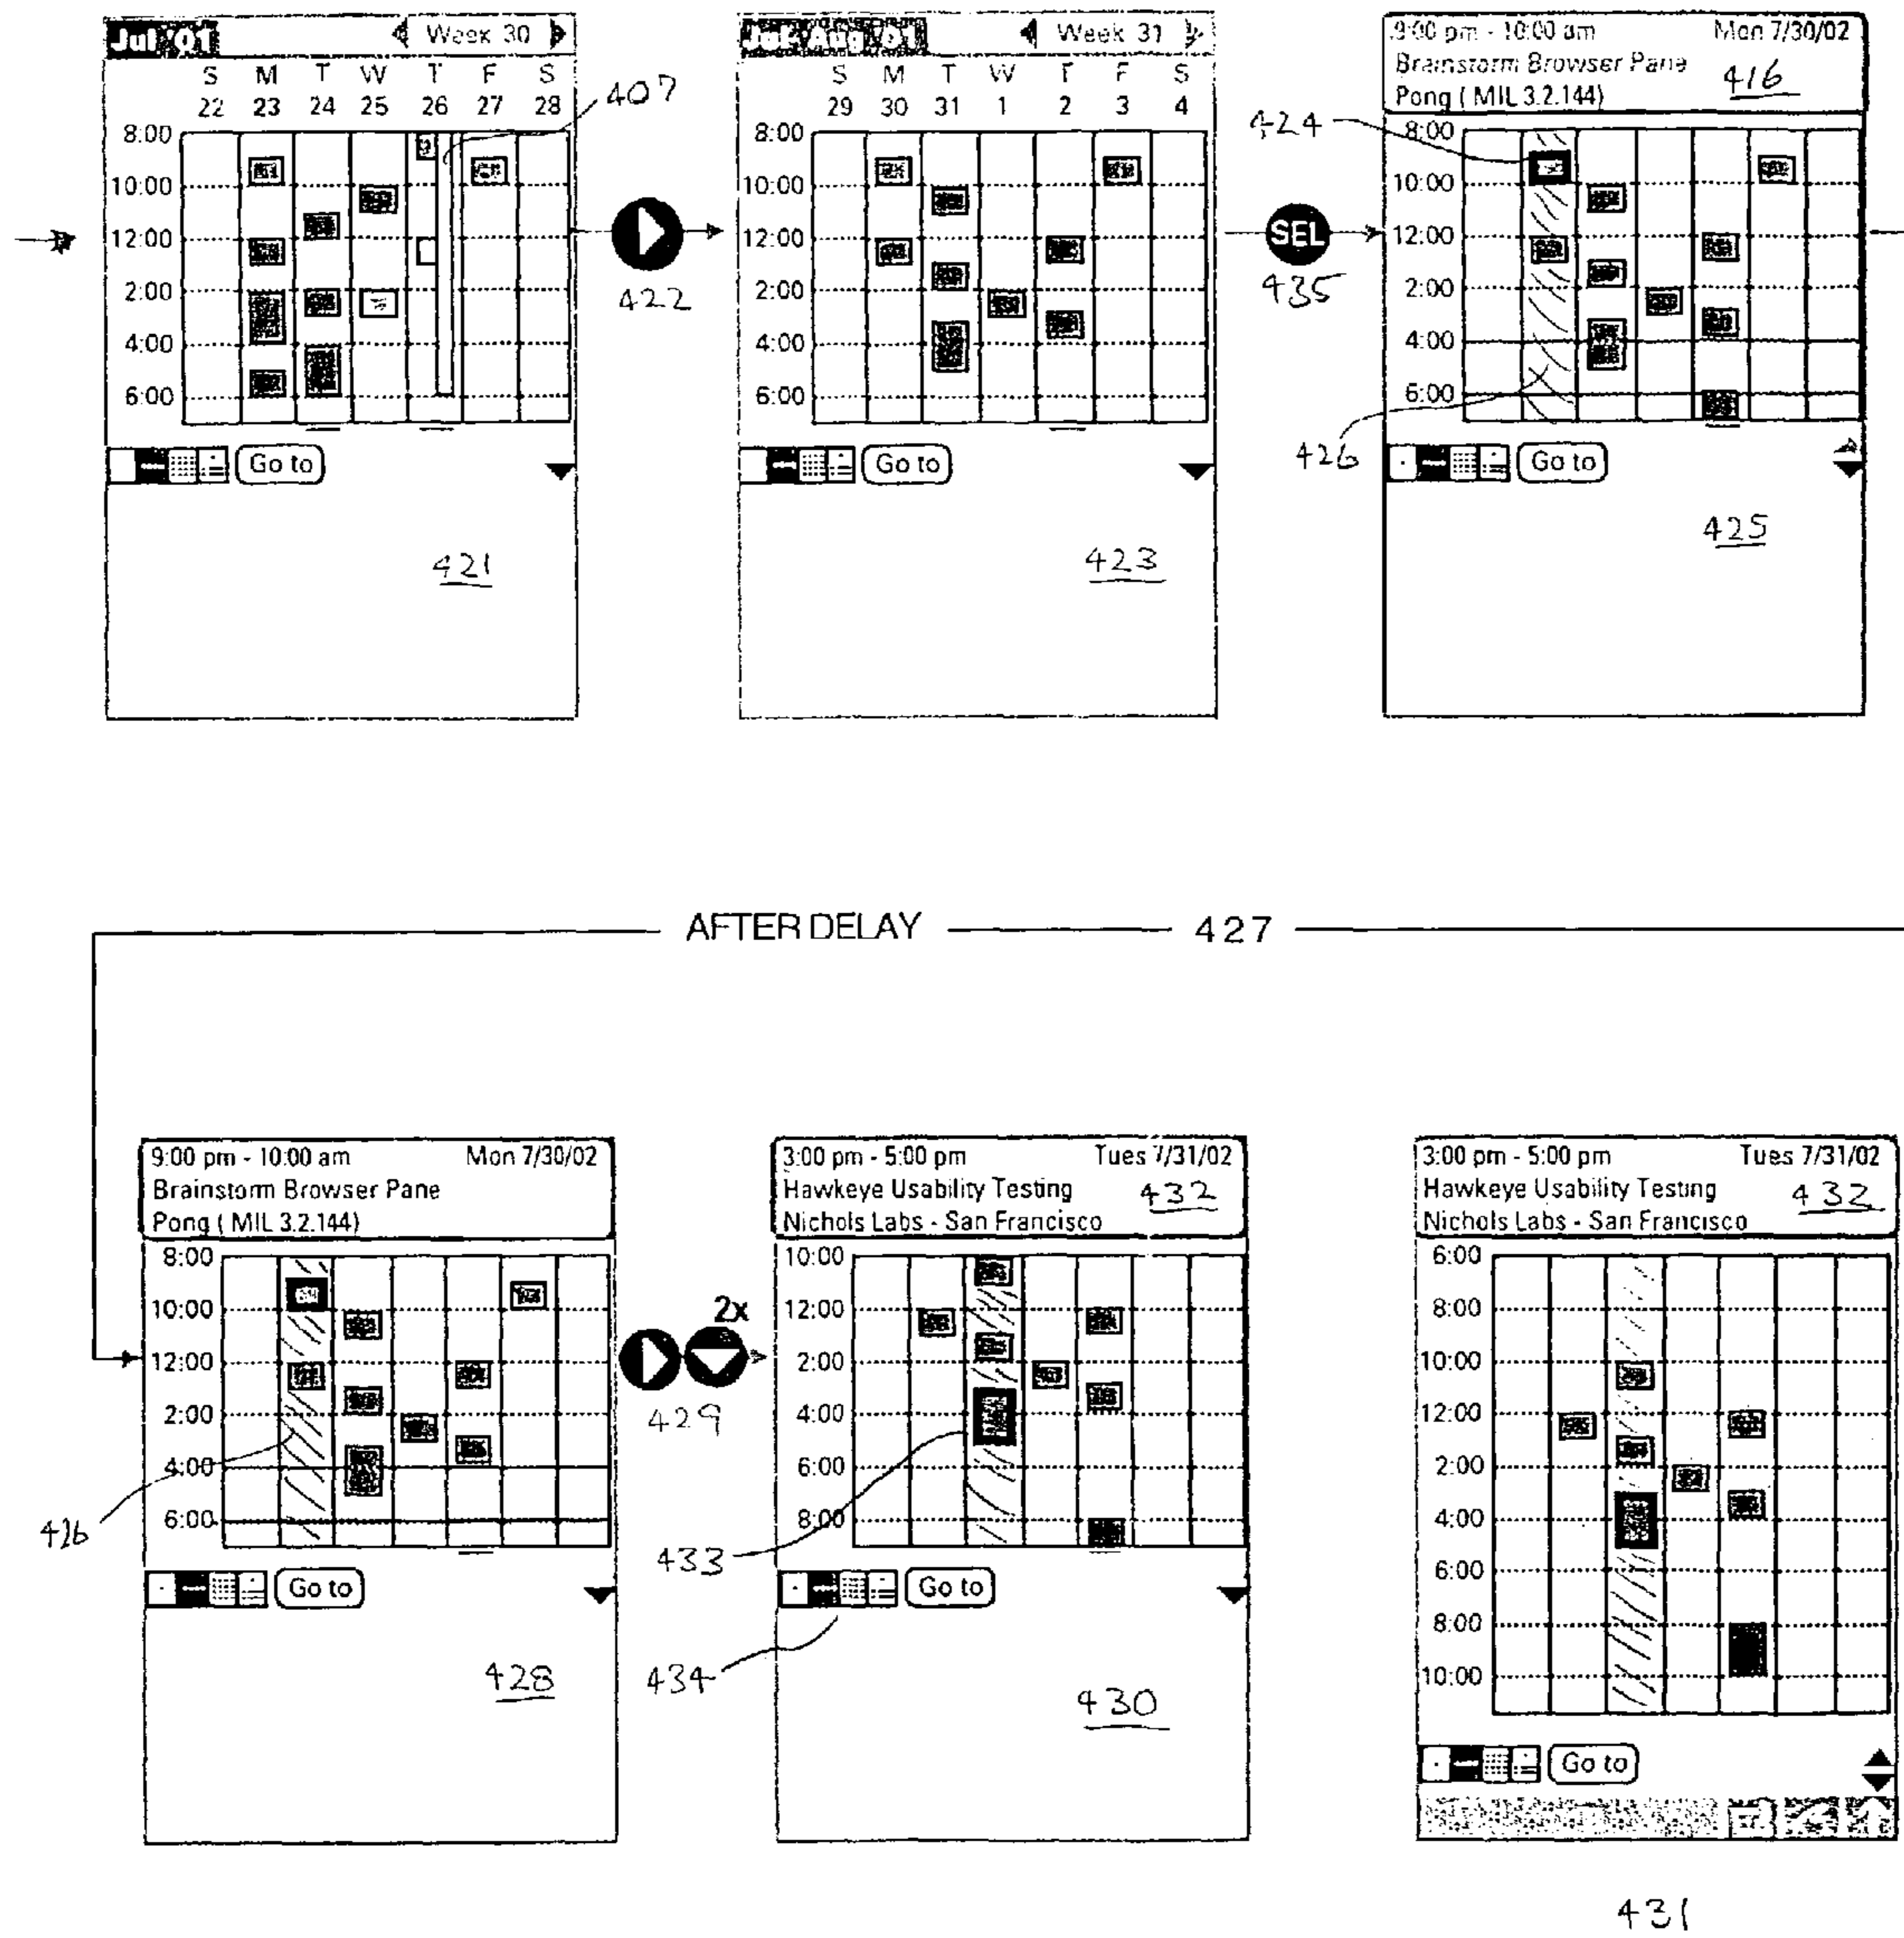 Jul '01 Week 30
S M T W T F S
22 23 24 25 26 27 28
407
8:00
10:00
12:00
2:00
4:00
6:00
Go to
421
422
Jul-Aug '01 Week 31
S M T W T F S
29 30 31 1 2 3 4
8:00
10:00
12:00
2:00
4:00
6:00
Go to
423
SEL
435
9:00 pm - 10:00 am Mon 7/30/02
Brainstorm Browser Pane
Pong ( MIL 3.2.144)
416
424
8:00
10:00
12:00
2:00
4:00
6:00
426
Go to
425
AFTER DELAY 427
9:00 pm - 10:00 am Mon 7/30/02
Brainstorm Browser Pane
Pong ( MIL 3.2.144)
8:00
10:00
12:00
2:00
4:00
6:00
426
Go to
428
2x
429
3:00 pm - 5:00 pm Tues 7/31/02
Hawkeye Usability Testing 432
Nichols Labs - San Francisco
10:00
12:00
2:00
4:00
6:00
8:00
433
Go to
434
430
3:00 pm - 5:00 pm Tues 7/31/02
Hawkeye Usability Testing 432
Nichols Labs - San Francisco
6:00
8:00
10:00
12:00
2:00
4:00
6:00
8:00
10:00
Go to
431